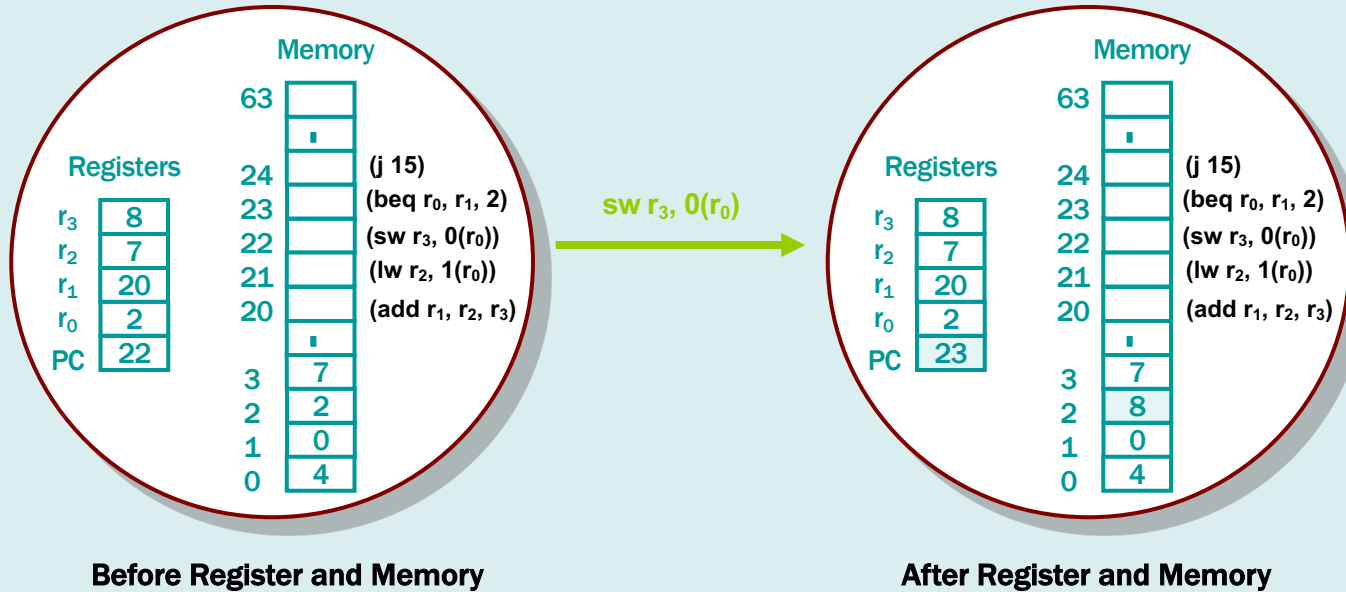 Memory
63
Registers
24 (j 15)
23 (beq r₀, r₁, 2)
r₃ 8
22 (sw r₃, 0(r₀))
r₂ 7
21 (lw r₂, 1(r₀))
r₁ 20
20 (add r₁, r₂, r₃)
r₀ 2
PC 22
3 7
2 2
1 0
0 4
Before Register and Memory
sw r₃, 0(r₀)
Memory
63
Registers
24 (j 15)
23 (beq r₀, r₁, 2)
r₃ 8
22 (sw r₃, 0(r₀))
r₂ 7
21 (lw r₂, 1(r₀))
r₁ 20
20 (add r₁, r₂, r₃)
r₀ 2
PC 23
3 7
2 8
1 0
0 4
After Register and Memory